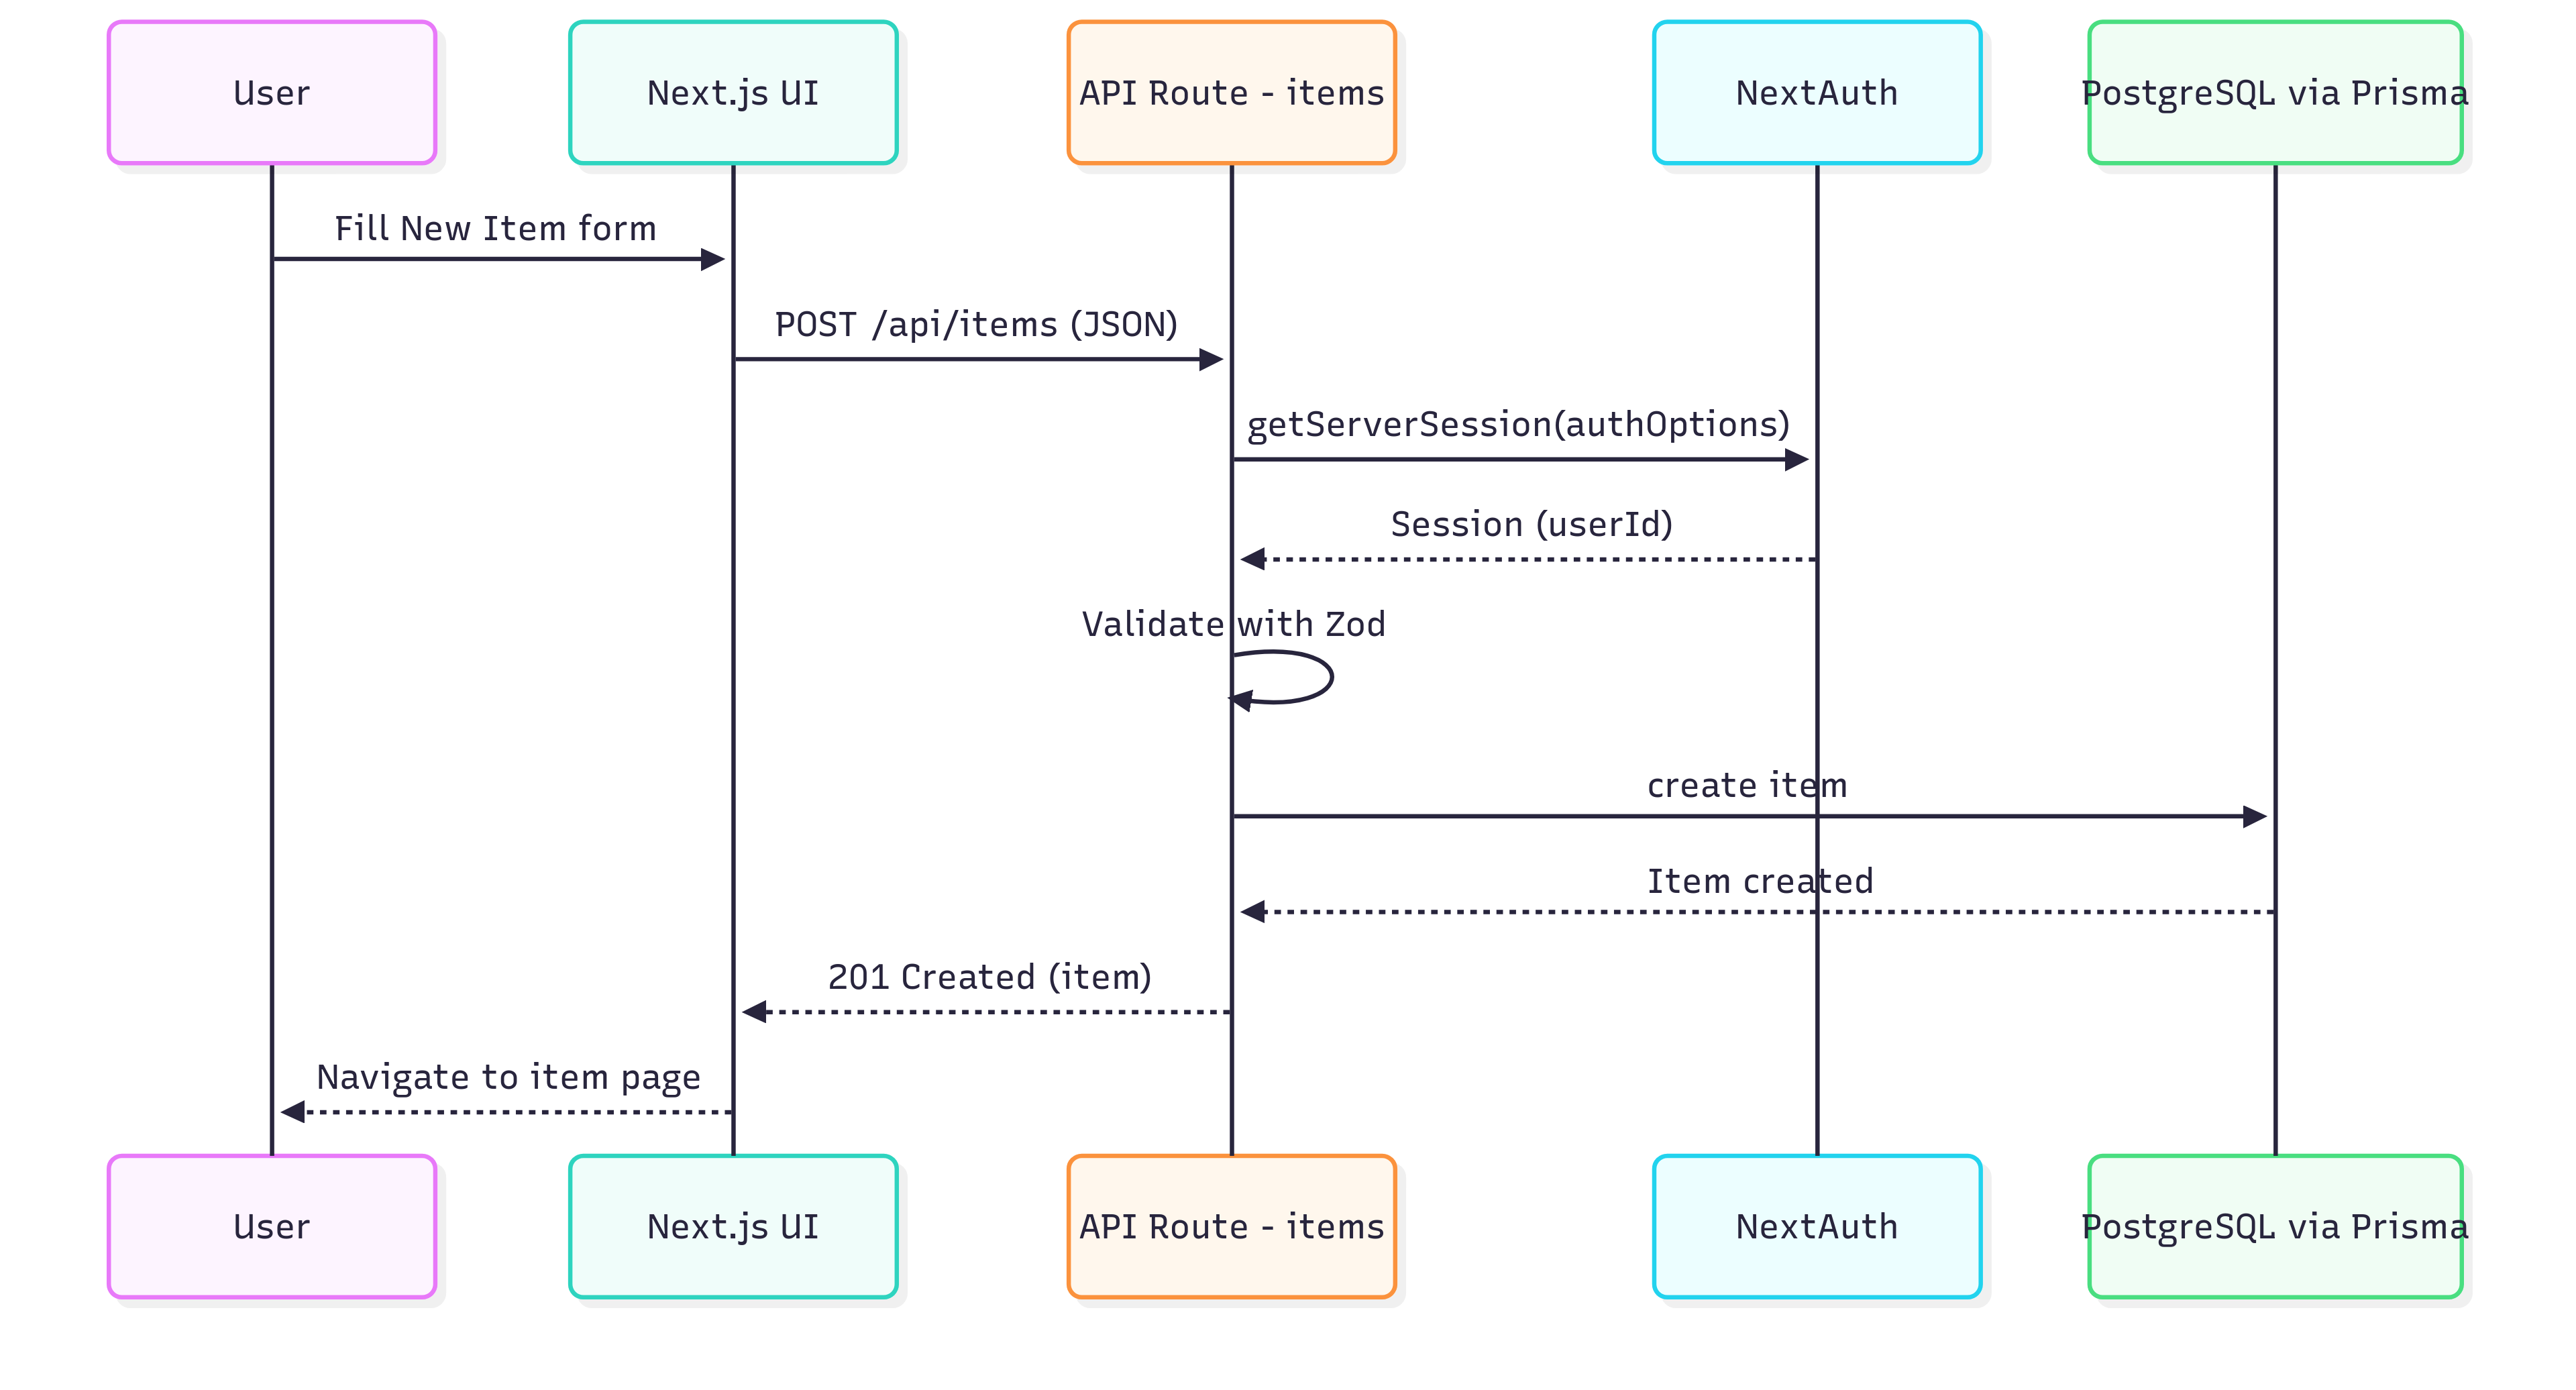 User
Next.js UI
API Route - items
NextAuth
PostgreSQL via Prisma
Fill New Item form
POST /api/items (JSON)
getServerSession(authOptions)
Session (userId)
Validate with Zod
create item
Item created
201 Created (item)
Navigate to item page
User
Next.js UI
API Route - items
NextAuth
PostgreSQL via Prisma